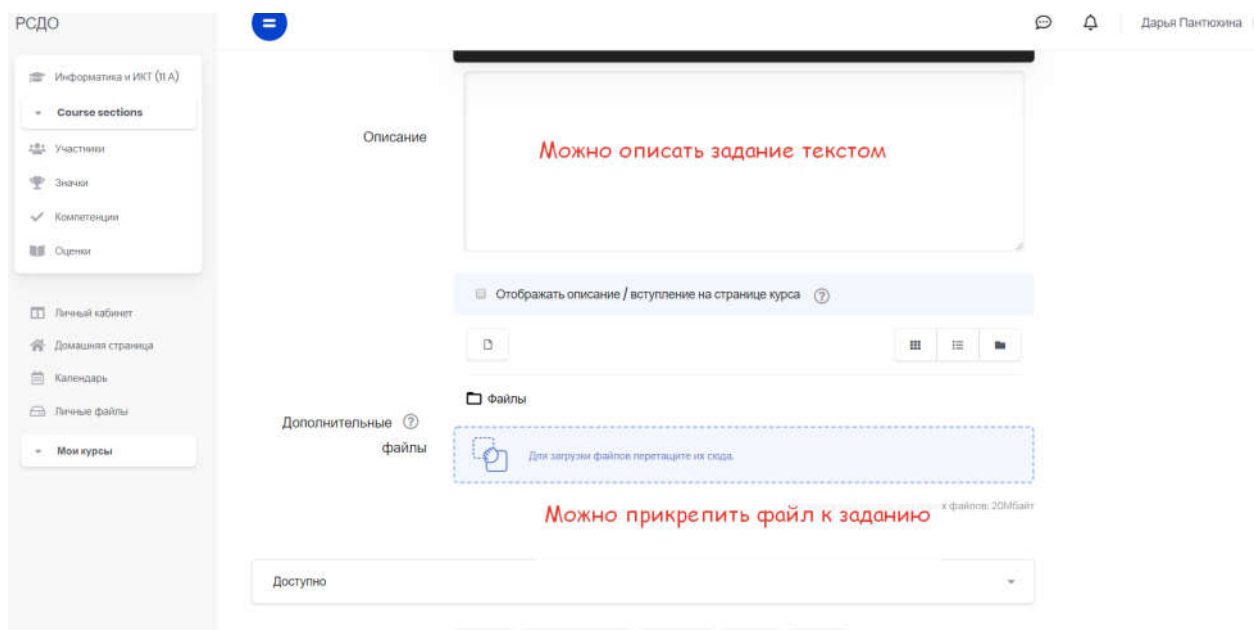 РСДО
Дарья Пантюхина
Информатика и ИКТ (11 А)
Course sections
Участники
Значки
Компетенции
Оценки
Личный кабинет
Домашняя страница
Календарь
Личные файлы
Мои курсы
Описание
Можно описать задание текстом
Отображать описание / вступление на странице курса
Файлы
Дополнительные
файлы
Для загрузки файлов перетащите их сюда.
х файлов: 20Мбайт
Можно прикрепить файл к заданию
Доступно